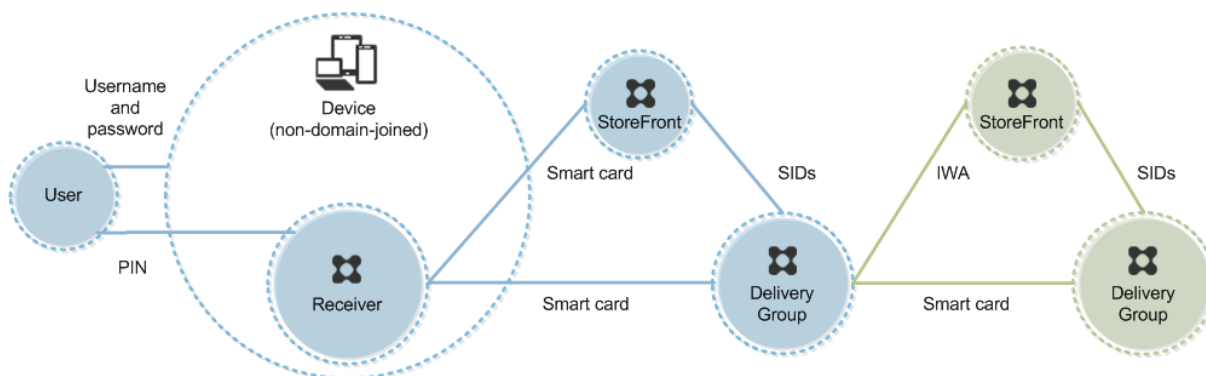 Username
and
password
User
PIN
Device
(non-domain-joined)
Receiver
Smart card
Smart card
StoreFront
SIDs
Delivery
Group
IWA
Smart card
StoreFront
SIDs
Delivery
Group